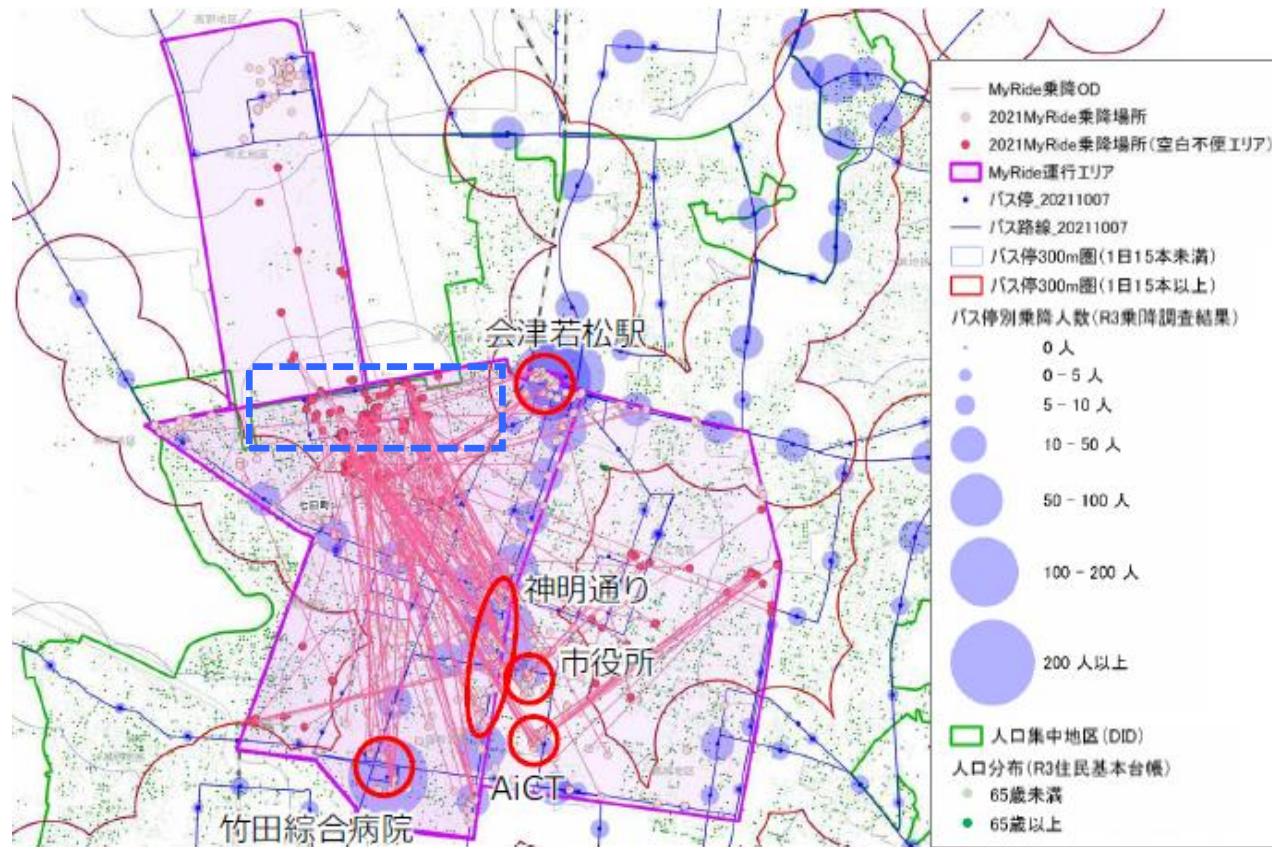 会津若松駅
七日町
神明通り
市役所
AiCT
竹田綜合病院
MyRide乗降OD
2021MyRide乗降場所
2021MyRide乗降場所(空白不便エリア)
MyRide運行エリア
バス停_20211007
バス路線_20211007
バス停300m圏(1日15本未満)
バス停300m圏(1日15本以上)
バス停別乗降人数(R3乗降調査結果)
0 人
0 - 5 人
5 - 10 人
10 - 50 人
50 - 100 人
100 - 200 人
200 人以上
人口集中地区(DID)
人口分布(R3住民基本台帳)
65歳未満
65歳以上